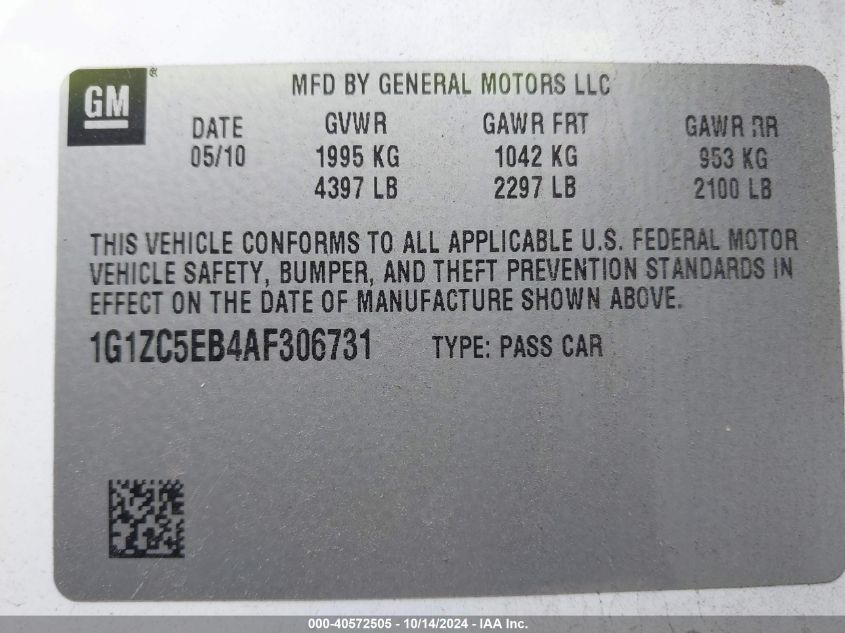 GM ®
MFD BY GENERAL MOTORS LLC
DATE GVWR GAWR FRT GAWR RR
05/10 1995 KG 1042 KG 953 KG
4397 LB 2297 LB 2100 LB
THIS VEHICLE CONFORMS TO ALL APPLICABLE U.S. FEDERAL MOTOR
VEHICLE SAFETY, BUMPER, AND THEFT PREVENTION STANDARDS IN
EFFECT ON THE DATE OF MANUFACTURE SHOWN ABOVE.
1G1ZC5EB4AF306731 TYPE: PASS CAR
000-40572505 - 10/14/2024 - IAA Inc.